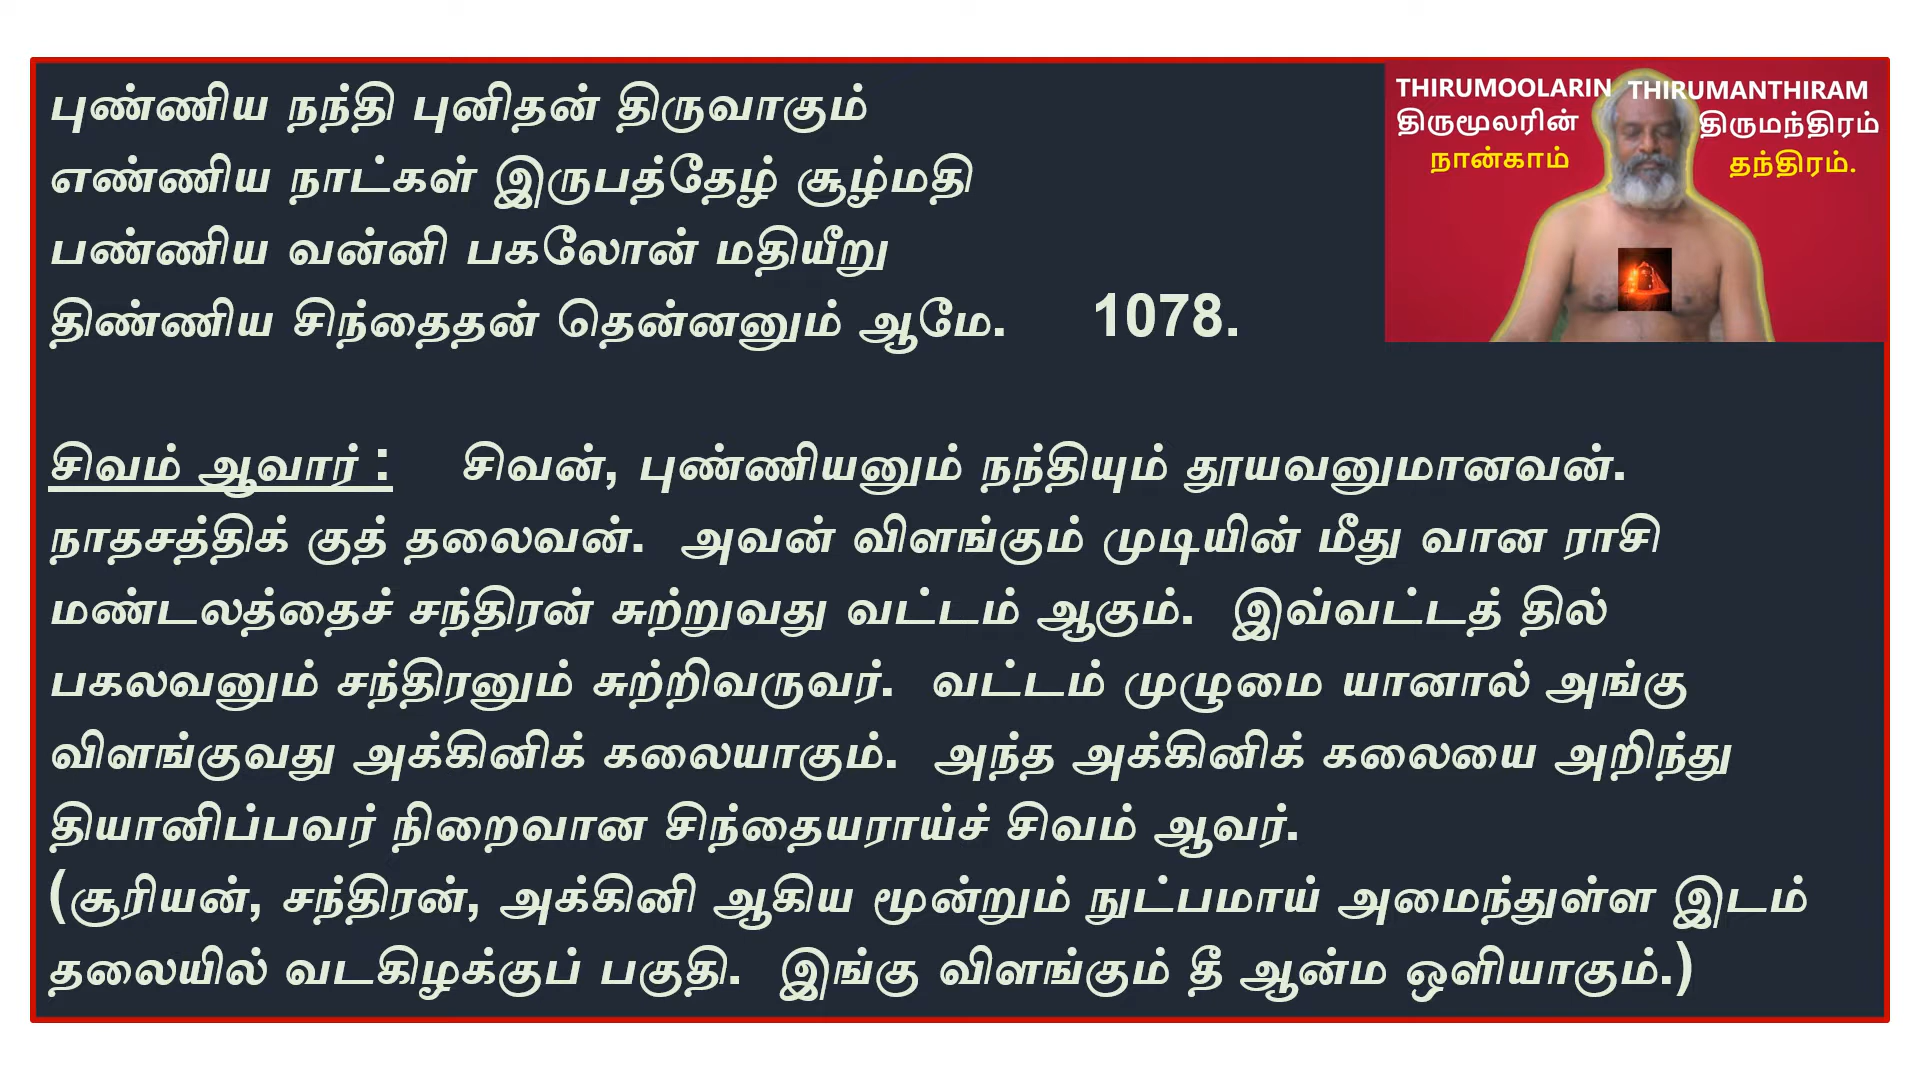 புண்ணிய நந்தி புனிதன் திருவாகும்
எண்ணிய நாட்கள் இருபத்தேழ் சூழ்மதி
பண்ணிய வன்னி பகலோன் மதியீறு
திண்ணிய சிந்தைதன் தென்னனும் ஆமே. 1078.
THIRUMOOLARIN THIRUMANTHIRAM
திருமூலரின் திருமந்திரம்
நான்காம் தந்திரம்.
சிவம் ஆவார் : சிவன், புண்ணியனும் நந்தியும் தூயவனுமானவன்.
நாதசத்திக் குத் தலைவன். அவன் விளங்கும் முடியின் மீது வான ராசி
மண்டலத்தைச் சந்திரன் சுற்றுவது வட்டம் ஆகும். இவ்வட்டத் தில்
பகலவனும் சந்திரனும் சுற்றிவருவர். வட்டம் முழுமை யானால் அங்கு
விளங்குவது அக்கினிக் கலையாகும். அந்த அக்கினிக் கலையை அறிந்து
தியானிப்பவர் நிறைவான சிந்தையராய்ச் சிவம் ஆவர்.
(சூரியன், சந்திரன், அக்கினி ஆகிய மூன்றும் நுட்பமாய் அமைந்துள்ள இடம்
தலையில் வடகிழக்குப் பகுதி. இங்கு விளங்கும் தீ ஆன்ம ஒளியாகும்.)